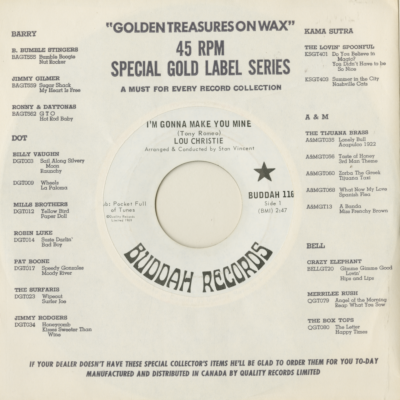 "GOLDEN TREASURES ON WAX"
45 RPM
SPECIAL GOLD LABEL SERIES
A MUST FOR EVERY RECORD COLLECTION
BARRY
B. BUMBLE STINGERS
BAGT555 Bumble Boogie
Nut Rocker
JIMMY GILMER
BAGT559 Sugar Shack
My Heart Is Free
RONNY & DAYTONAS
BAGT562 G T O
Hot Rod Baby
DOT
BILLY VAUGHN
DGT003 Sail Along Silvery
Moon
Raunchy
DGT009 Wheels
La Paloma
MILLS BROTHERS
DGT012 Yellow Bird
Paper Doll
ROBIN LUKE
DGT014 Susie Darlin'
Bad Boy
PAT BOONE
DGT017 Speedy Gonzales
Moody River
THE SURFARIS
DGT023 Wipeout
Surfer Joe
JIMMY RODGERS
DGT034 Honeycomb
Kisses Sweeter Than
Wine
I'M GONNA MAKE YOU MINE
(Tony Romeo)
LOU CHRISTIE
Arranged & Conducted by Stan Vincent
BUDDAH 116
Side 1
(BMI) 2:47
Pocket Full
of Tunes
BUDDAH RECORDS
KAMA SUTRA
THE LOVIN' SPOONFUL
Do You Believe in
Magic?
You Didn't Have to be
So Nice
Summer in the City
Nashville Cats
A & M
THE TIJUANA BRASS
Lonely Bull
Acapulco 1922
Taste of Honey
3rd Man Theme
Zorba The Greek
Tijuana Taxi
What Now My Love
Spanish Flea
A Banda
Miss Frenchy Brown
BELL
CRAZY ELEPHANT
Gimme Gimme Good
Lovin'
Hips and Lips
MERRILEE RUSH
Angel of the Morning
Reap What You Sow
THE BOX TOPS
The Letter
Happy Times
IF YOUR DEALER DOESN'T HAVE THESE SPECIAL COLLECTOR'S ITEMS HE'LL BE GLAD TO ORDER THEM FOR YOU TO-DAY
MANUFACTURED AND DISTRIBUTED IN CANADA BY QUALITY RECORDS LIMITED